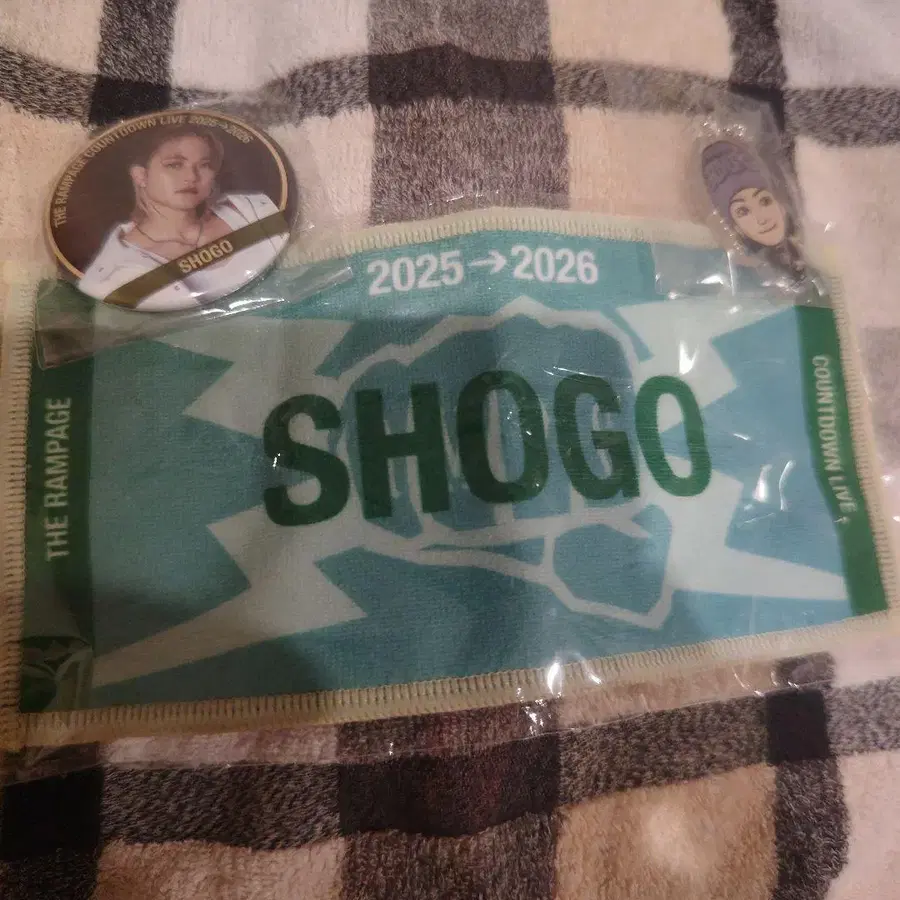 THE RAMPAGE COUNTDOWN LIVE 2025→2026
SHOGO
2025→2026
THE RAMPAGE
SHOGO
COUNTDOWN LIVE